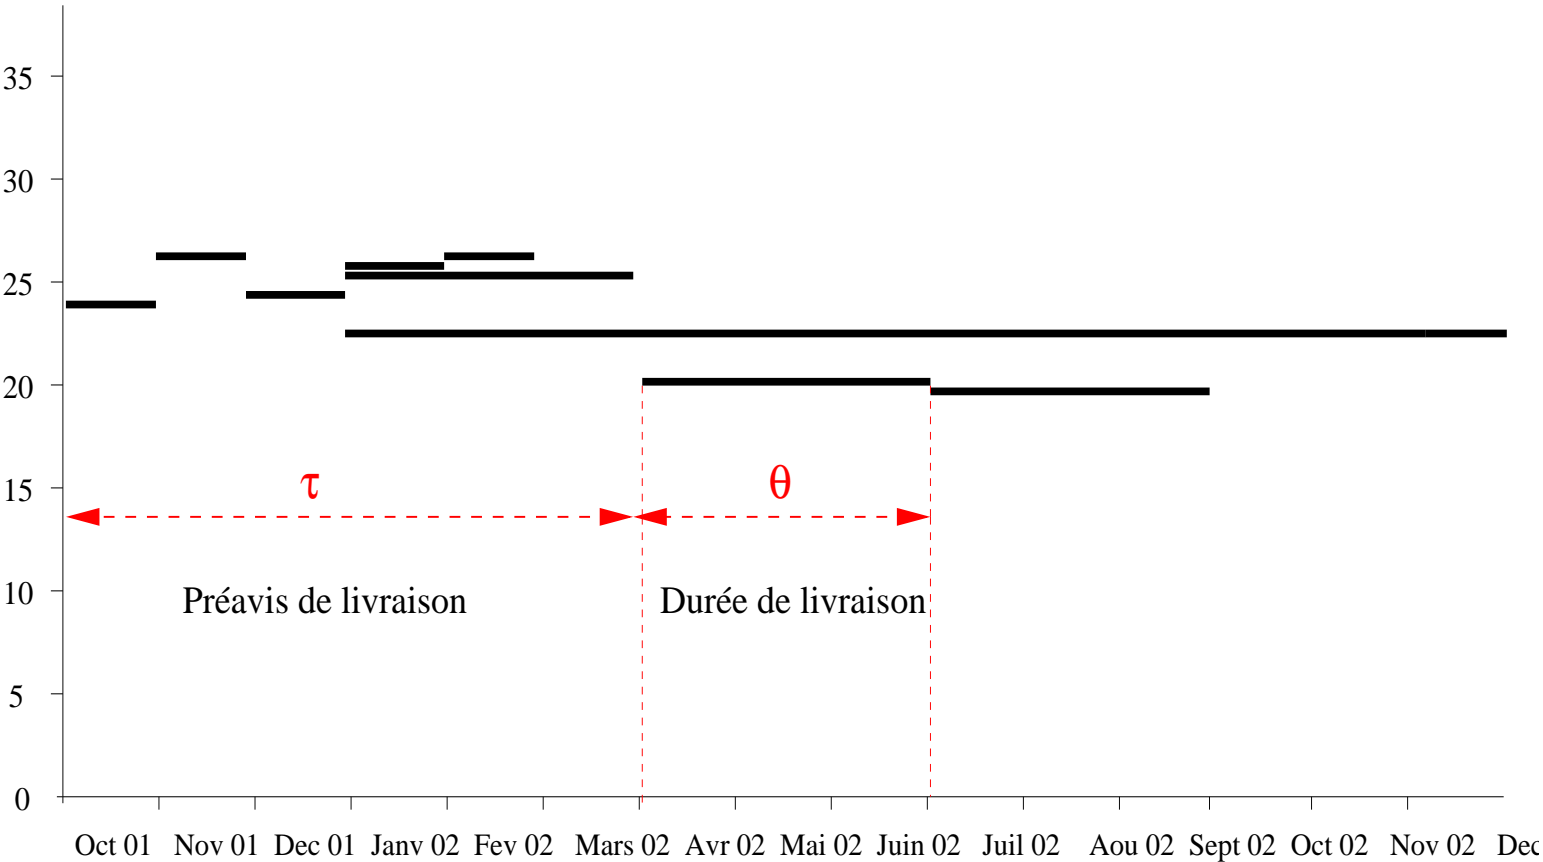 35
30
25
20
15
10
5
0
τ
θ
Préavis de livraison
Durée de livraison
Oct 01 Nov 01 Dec 01 Janv 02 Fev 02 Mars 02 Avr 02 Mai 02 Juin 02 Juil 02 Aou 02 Sept 02 Oct 02 Nov 02 Dec